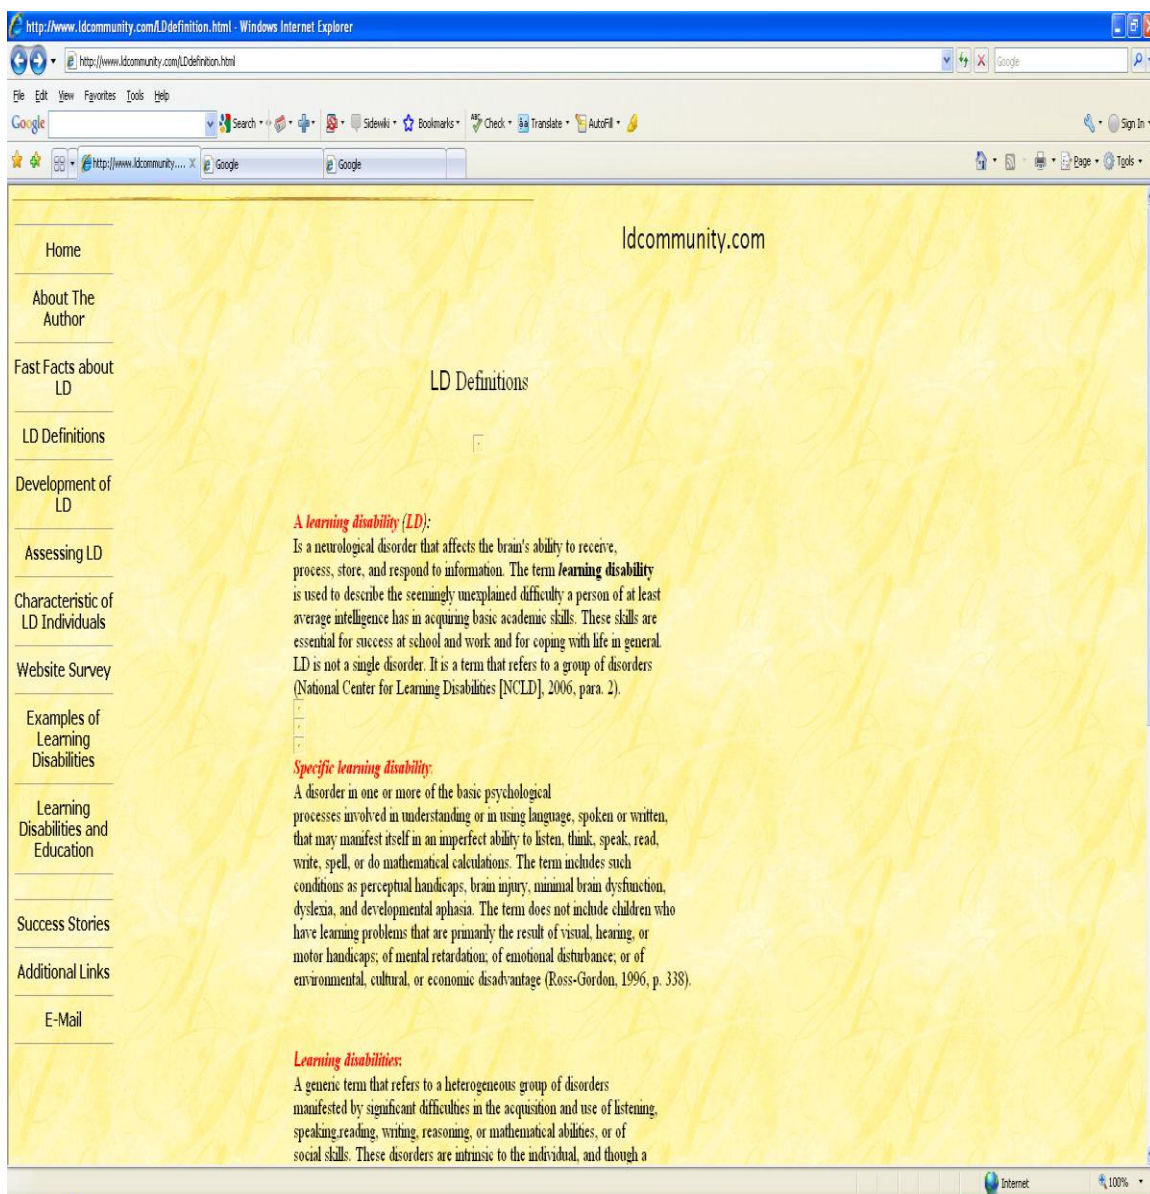 http://www.ldcommunity.com/LDdefinition.html - Windows Internet Explorer
http://www.ldcommunity.com/LDdefinition.html
Google
File Edit View Favorites Tools Help
Google
Search
Sidewiki
Bookmarks
Check
Translate
AutoFill
Sign In
http://www.ldcommunity....
Google
Google
Page
Tools
ldcommunity.com
Home
About The
Author
Fast Facts about
LD
LD Definitions
Development of
LD
Assessing LD
Characteristic of
LD Individuals
Website Survey
Examples of
Learning
Disabilities
Learning
Disabilities and
Education
Success Stories
Additional Links
E-Mail
LD Definitions
A learning disability (LD):
Is a neurological disorder that affects the brain's ability to receive,
process, store, and respond to information. The term learning disability
is used to describe the seemingly unexplained difficulty a person of at least
average intelligence has in acquiring basic academic skills. These skills are
essential for success at school and work and for coping with life in general.
LD is not a single disorder. It is a term that refers to a group of disorders
(National Center for Learning Disabilities [NCLD], 2006, para. 2).
Specific learning disability:
A disorder in one or more of the basic psychological
processes involved in understanding or in using language, spoken or written,
that may manifest itself in an imperfect ability to listen, think, speak, read,
write, spell, or do mathematical calculations. The term includes such
conditions as perceptual handicaps, brain injury, minimal brain dysfunction,
dyslexia, and developmental aphasia. The term does not include children who
have learning problems that are primarily the result of visual, hearing, or
motor handicaps; of mental retardation; of emotional disturbance; or of
environmental, cultural, or economic disadvantage (Ross-Gordon, 1996, p. 338).
Learning disabilities:
A generic term that refers to a heterogeneous group of disorders
manifested by significant difficulties in the acquisition and use of listening,
speaking,reading, writing, reasoning, or mathematical abilities, or of
social skills. These disorders are intrinsic to the individual, and though a
Internet
100%